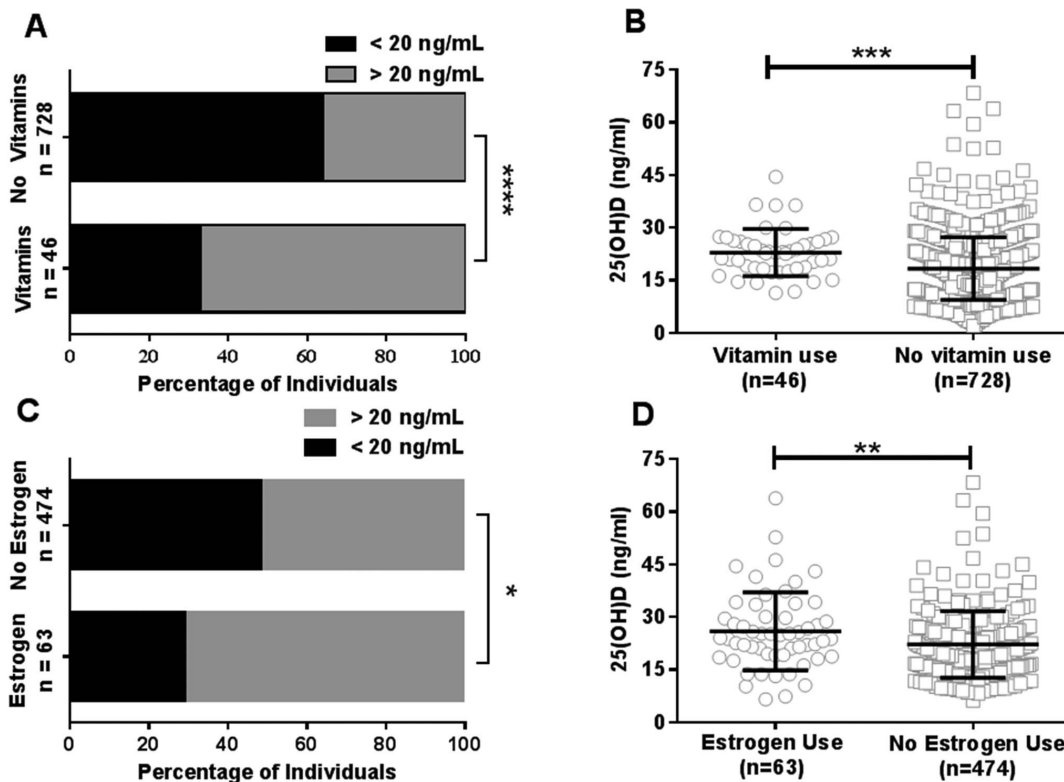 A
< 20 ng/mL
> 20 ng/mL
No Vitamins
n = 728
Vitamins
n = 46
****
0 20 40 60 80 100
Percentage of Individuals
B
***
75
60
45
30
15
0
25(OH)D (ng/ml)
Vitamin use
(n=46)
No vitamin use
(n=728)
C
> 20 ng/mL
< 20 ng/mL
No Estrogen
n = 474
Estrogen
n = 63
*
0 20 40 60 80 100
Percentage of Individuals
D
**
75
60
45
30
15
0
25(OH)D (ng/ml)
Estrogen Use
(n=63)
No Estrogen Use
(n=474)